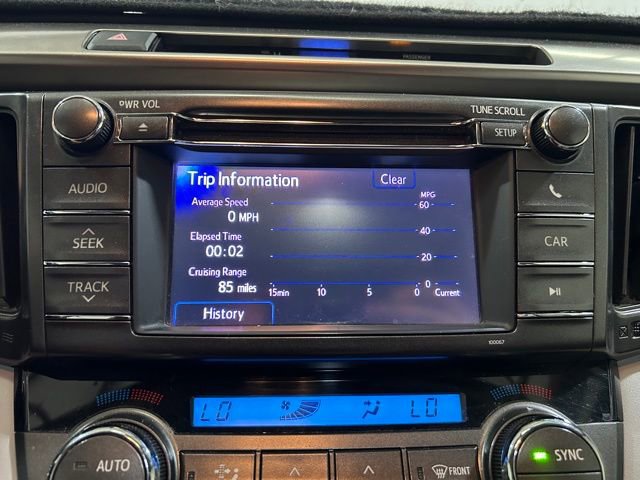 PASSENGER
PWR VOL
TUNE SCROLL
SETUP
AUDIO
SEEK
TRACK
CAR
Trip Information
Clear
Average Speed
0 MPH
Elapsed Time
00:02
Cruising Range
85 miles
MPG
60
40
20
0
15min 10 5 0 Current
History
100067
LO
LO
AUTO
FRONT
SYNC